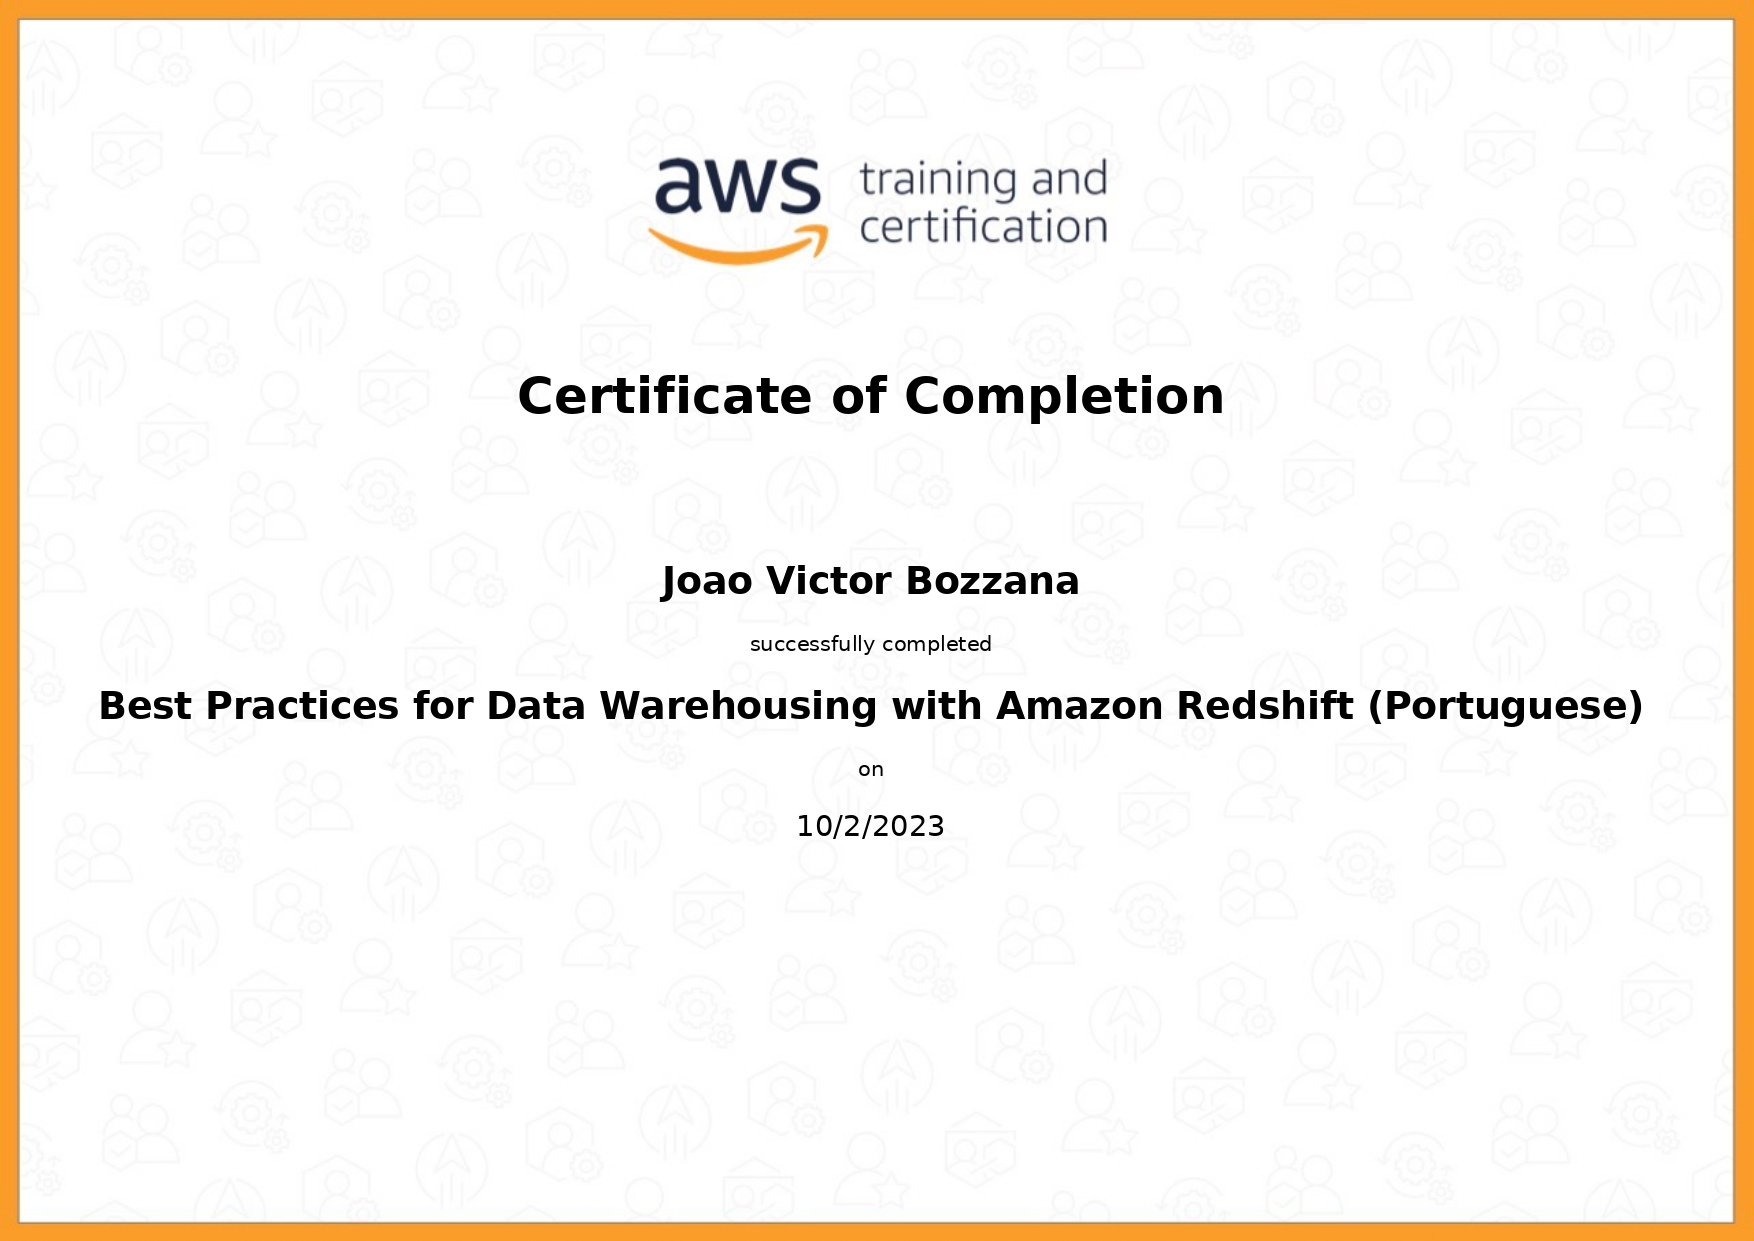 aws training and
certification
Certificate of Completion
Joao Victor Bozzana
successfully completed
Best Practices for Data Warehousing with Amazon Redshift (Portuguese)
on
10/2/2023